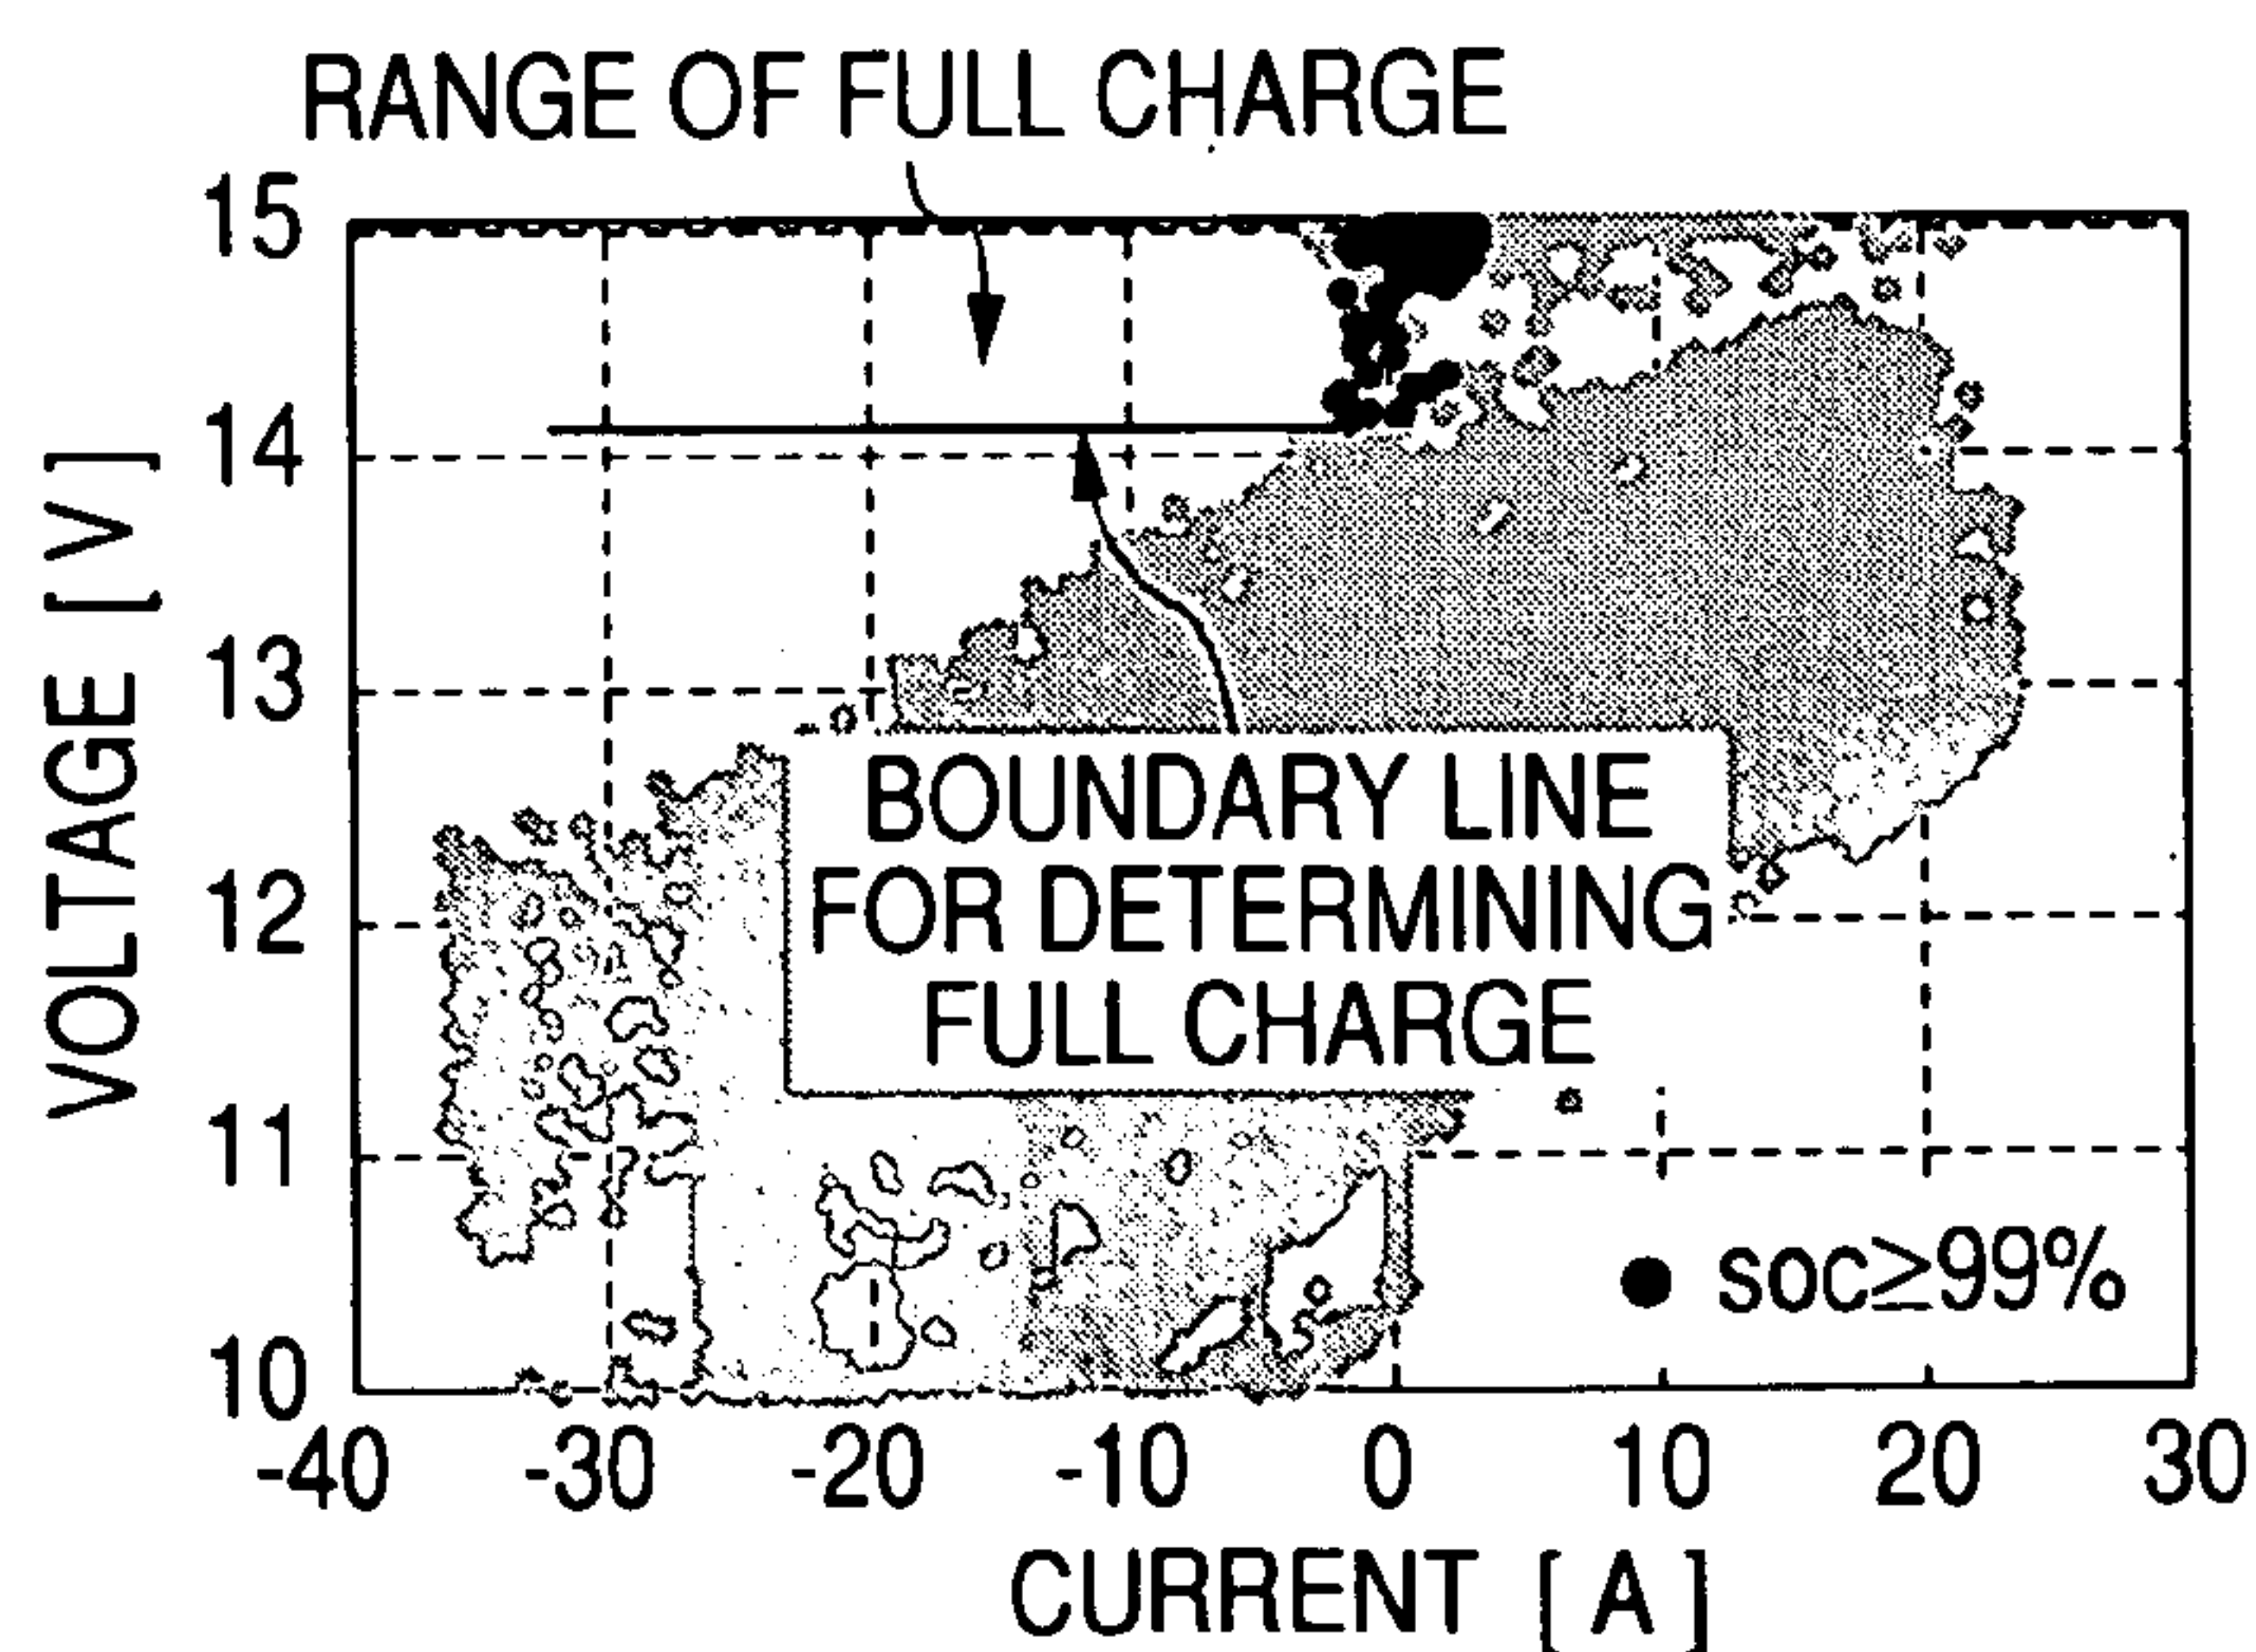 RANGE OF FULL CHARGE
15
14
13
12
11
10
VOLTAGE [V]
BOUNDARY LINE
FOR DETERMINING
FULL CHARGE
soc≥99%
-40 -30 -20 -10 0 10 20 30
CURRENT [A]